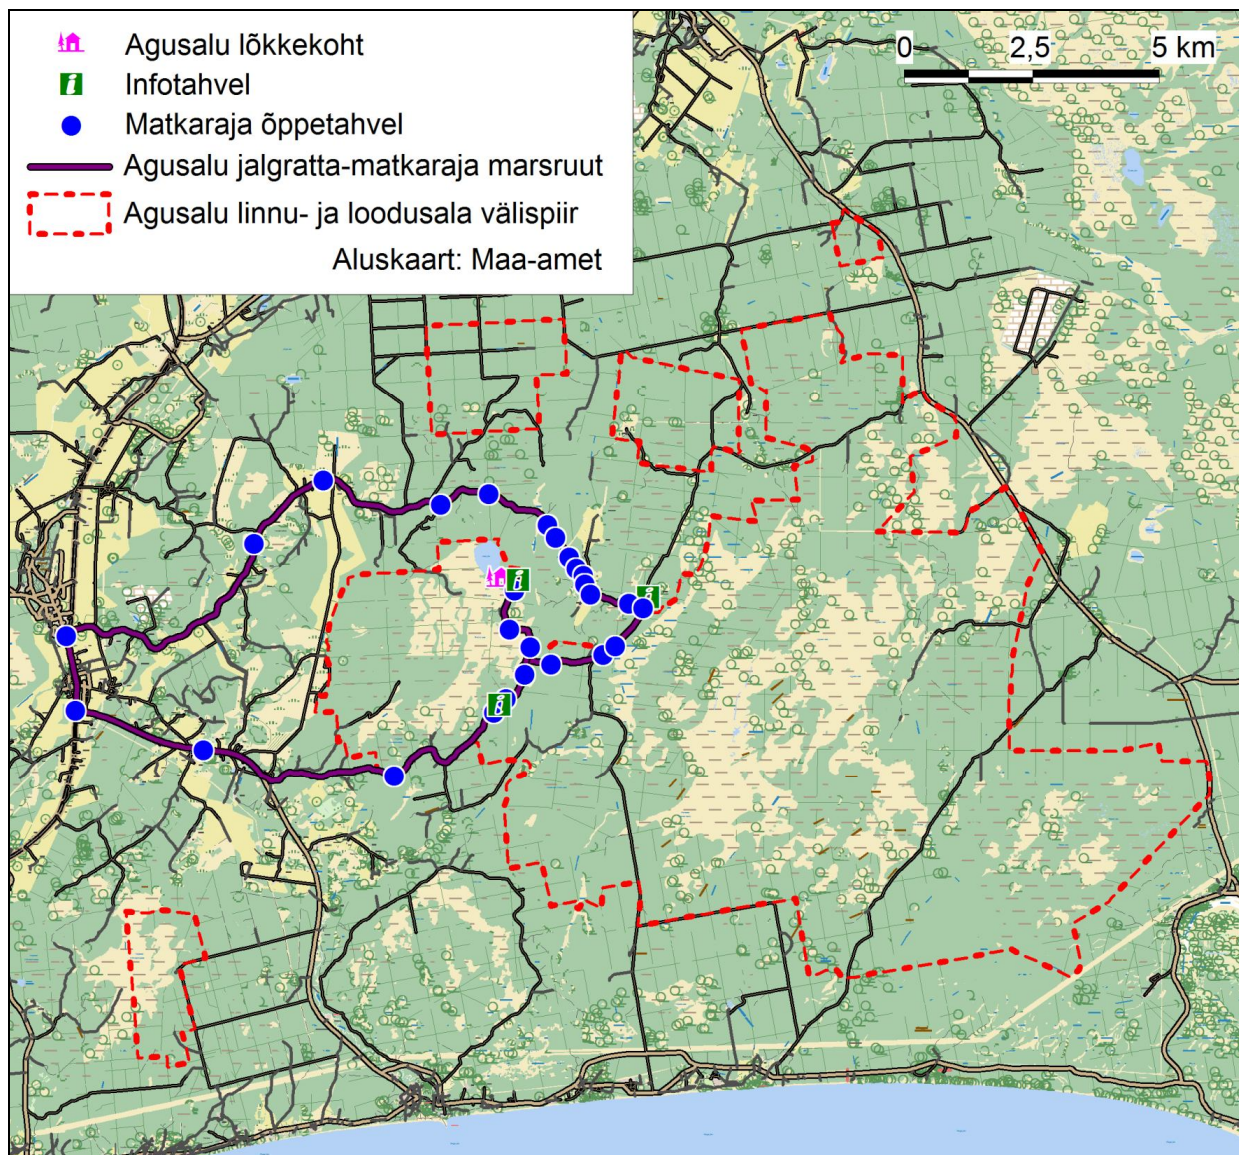 Agusalu lõkkekoht
Infotahvel
Matkaraja õppetahvel
Agusalu jalgratta-matkaraja marsruut
Agusalu linnu- ja loodusala välispiir
Aluskaart: Maa-amet
0 2,5 5 km